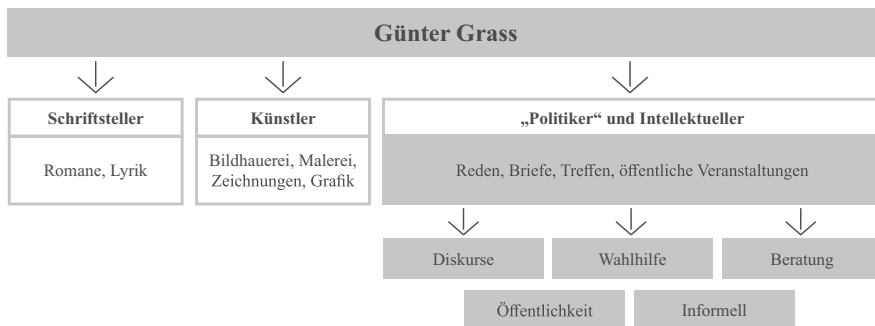 Günter Grass
Schriftsteller
Romane, Lyrik
Künstler
Bildhauerei, Malerei,
Zeichnungen, Grafik
„Politiker“ und Intellektueller
Reden, Briefe, Treffen, öffentliche Veranstaltungen
Diskurse
Wahlhilfe
Beratung
Öffentlichkeit
Informell